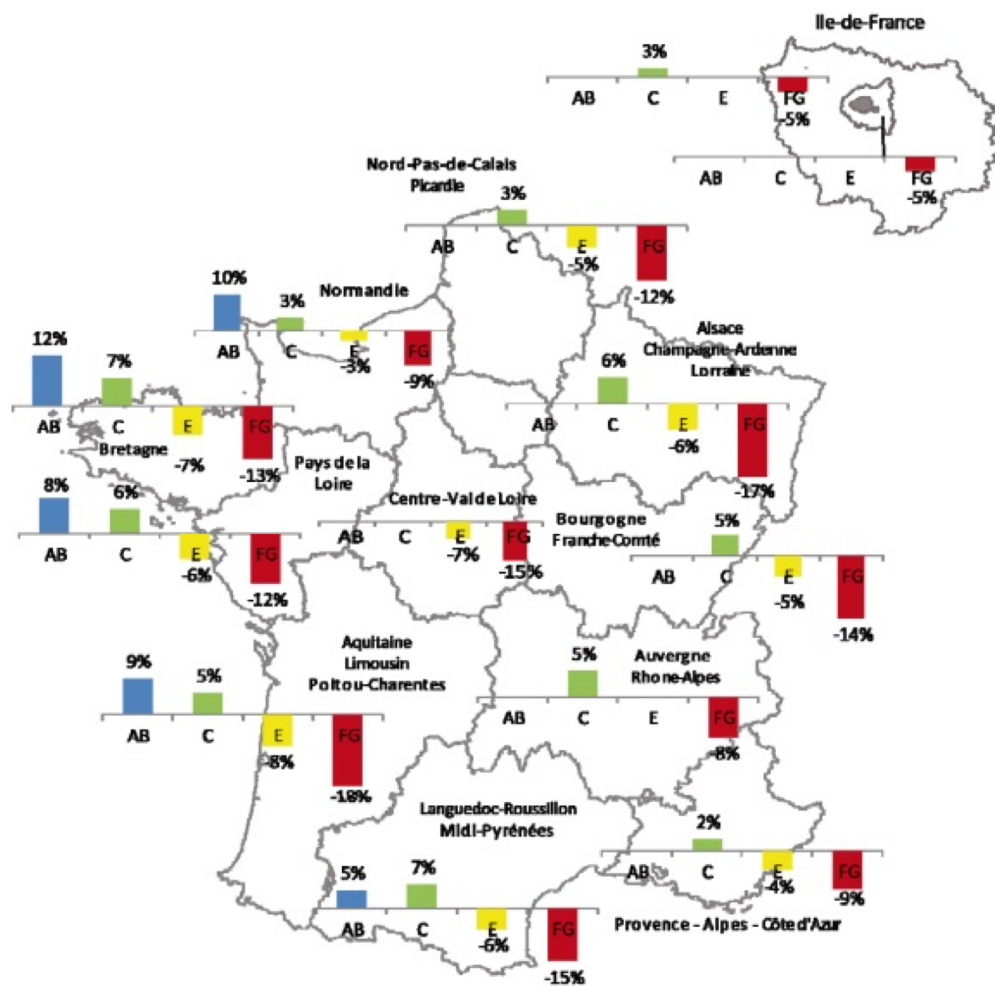 Ile-de-France
3%
AB C E FG
-5%
AB C E FG
-5%
Nord-Pas-de-Calais
Picardie
3%
AB C E FG
-5%
-12%
Normandie
10%
3%
AB C E FG
-3%
-9%
Alsace
Champagne-Ardenne
Lorraine
6%
AB C E FG
-6%
-17%
12%
7%
AB C E FG
Bretagne
-7%
-13%
Pays de la
Loire
8%
6%
AB C E FG
-6%
-12%
Centre-Val de Loire
AB C E FG
-7%
-15%
Bourgogne
Franche-Comté
5%
AB C E FG
-5%
-14%
Aquitaine
Limousin
Poitou-Charentes
9%
5%
AB C E FG
-8%
-18%
Auvergne
Rhone-Alpes
5%
AB C E FG
-8%
Languedoc-Roussillon
Midi-Pyrénées
5%
7%
AB C E FG
-6%
-15%
2%
AB C E FG
-4%
-9%
Provence - Alpes - Côte d'Azur